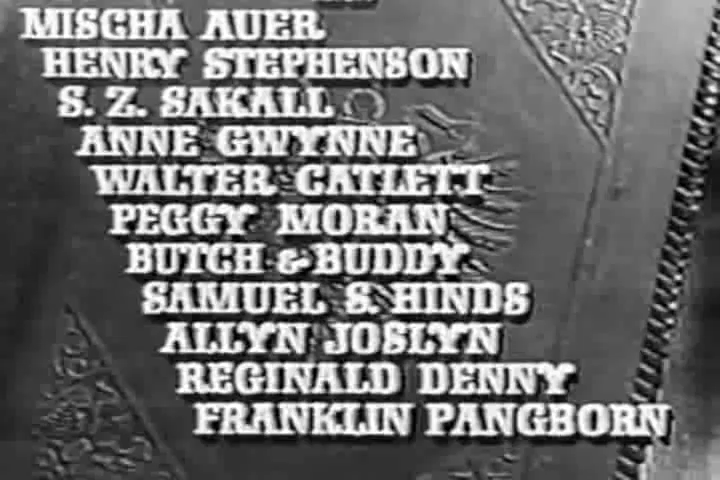 MISCHA AUER
HENRY STEPHENSON
S. Z. SAKALL
ANNE GWYNNE
WALTER CATLETT
PEGGY MORAN
BUTCH & BUDDY
SAMUEL S. HINDS
ALLYN JOSLYN
REGINALD DENNY
FRANKLIN PANGBORN